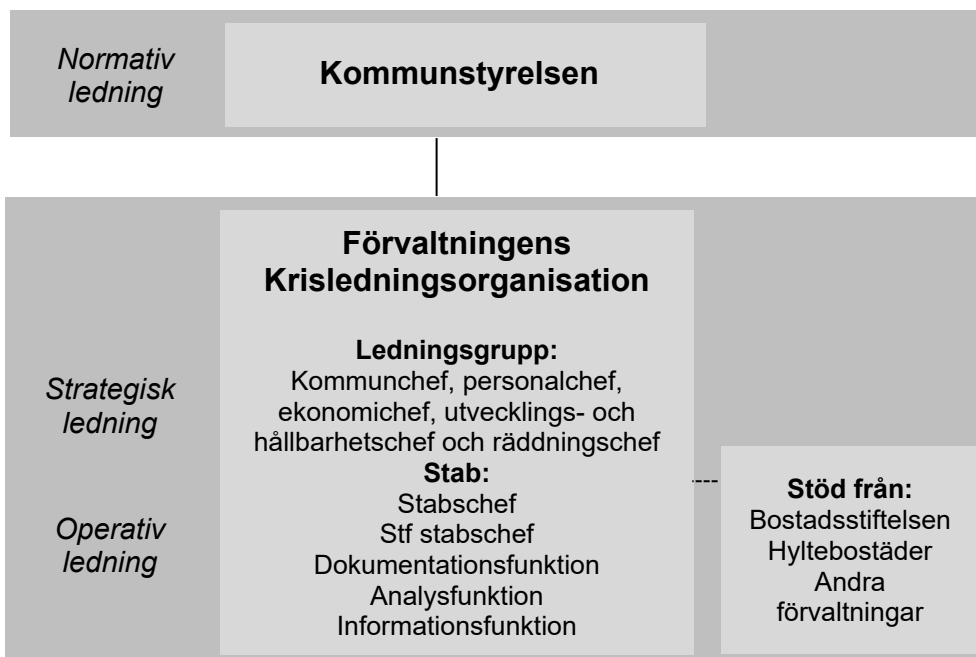 Normativ
ledning
Kommunstyrelsen
Förvaltningens
Krisledningsorganisation
Ledningsgrupp:
Kommunchef, personalchef,
ekonomichef, utvecklings- och
hållbarhetschef och räddningschef
Strategisk
ledning
Stab:
Stabschef
Stf stabschef
Dokumentationsfunktion
Analysfunktion
Informationsfunktion
Operativ
ledning
Stöd från:
Bostadsstiftelsen
Hyltebostäder
Andra
förvaltningar